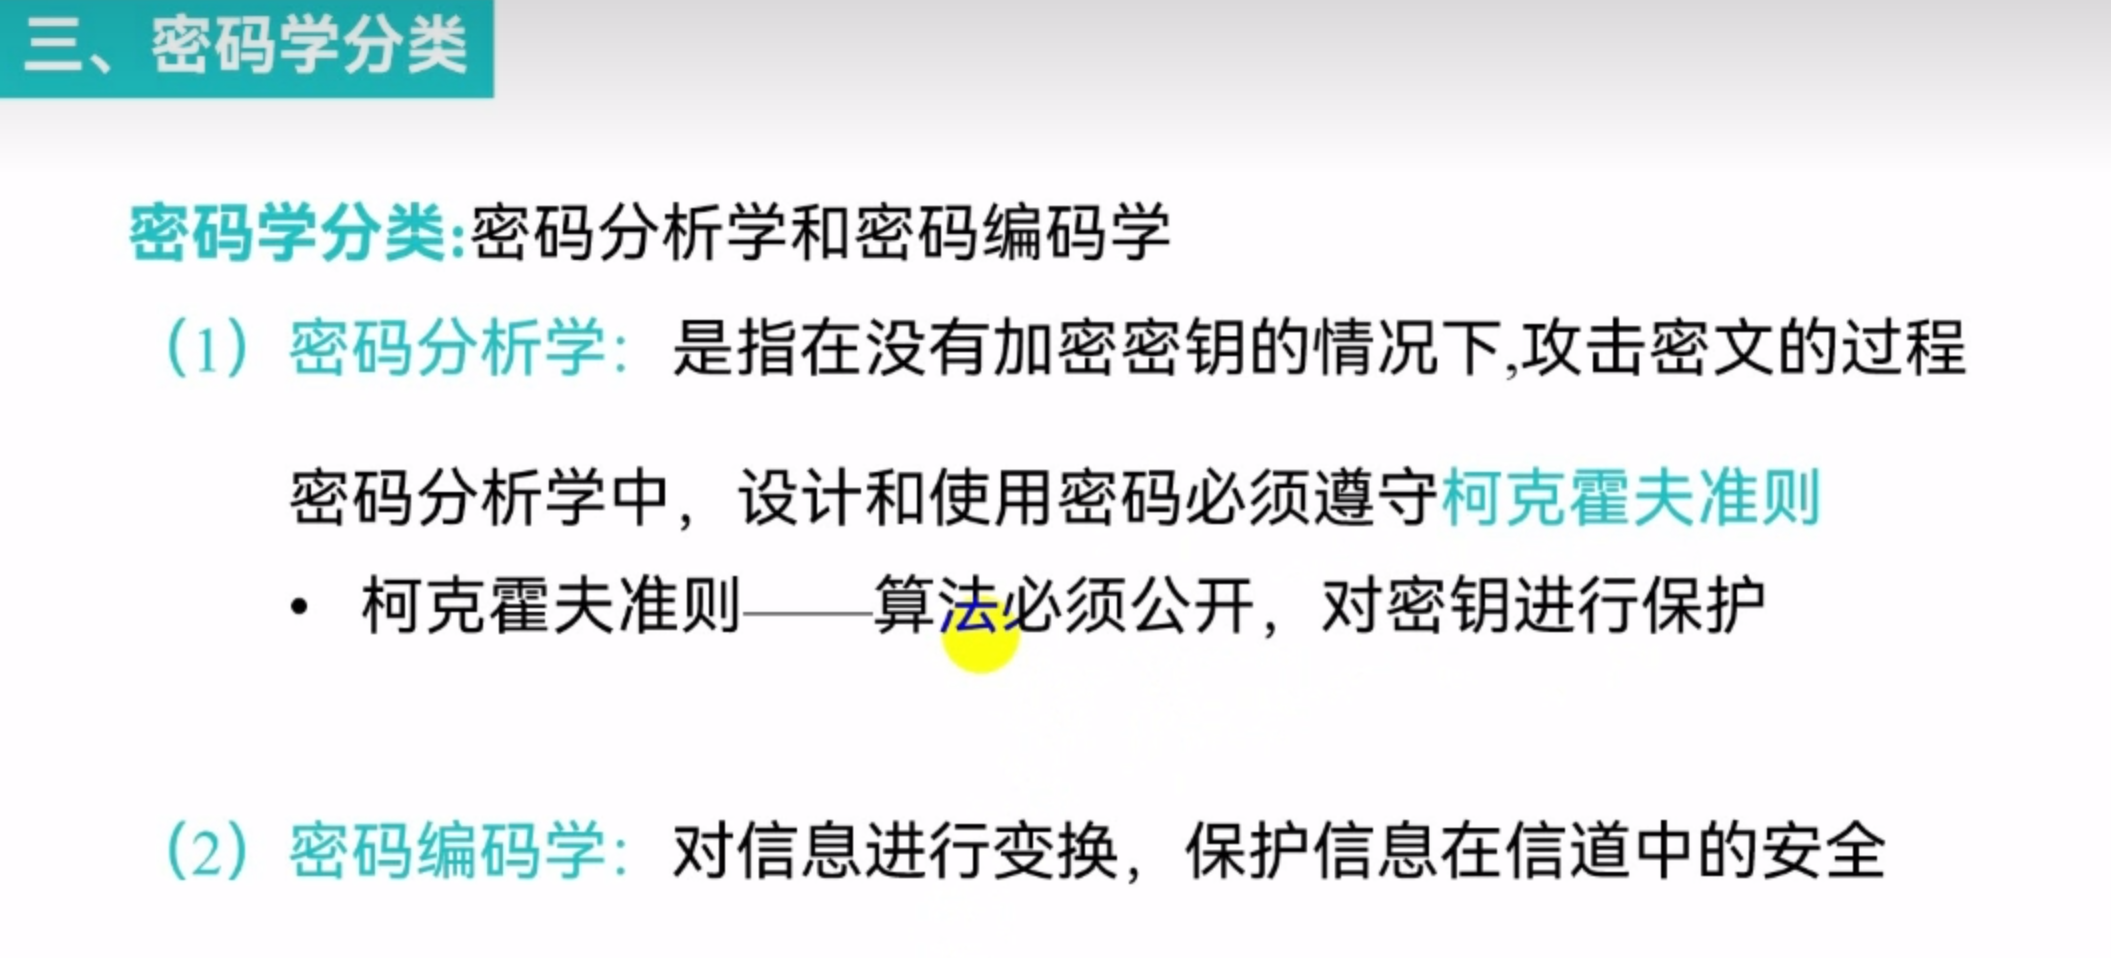 三、密码学分类
密码学分类:密码分析学和密码编码学
（1）密码分析学：是指在没有加密密钥的情况下,攻击密文的过程
密码分析学中，设计和使用密码必须遵守柯克霍夫准则
• 柯克霍夫准则——算法必须公开，对密钥进行保护
（2）密码编码学：对信息进行变换，保护信息在信道中的安全